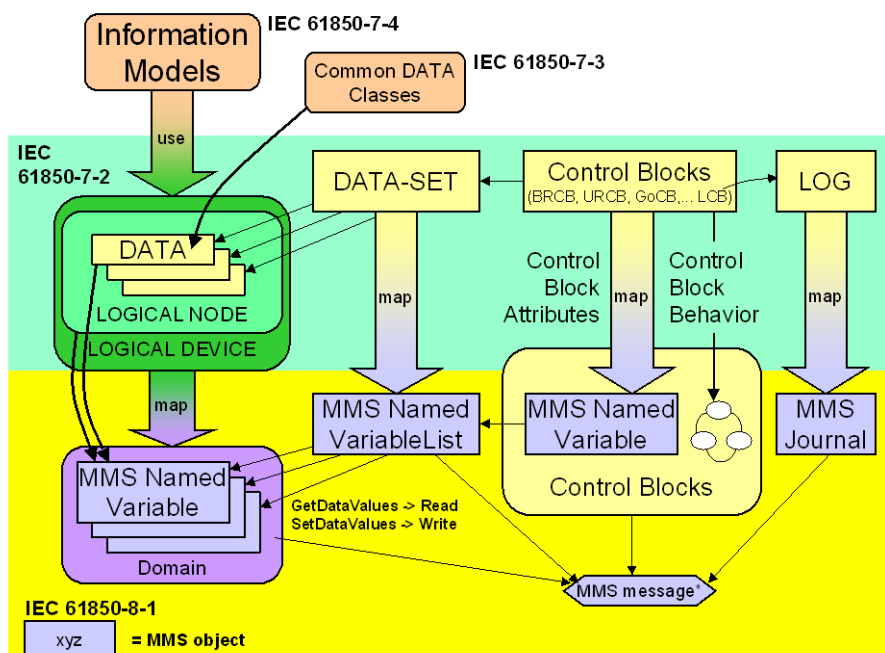 Information
Models
IEC 61850-7-4
Common DATA
Classes
IEC 61850-7-3
use
IEC
61850-7-2
DATA-SET
Control Blocks
(BRCB, URCB, GoCB,... LCB)
LOG
DATA
LOGICAL NODE
LOGICAL DEVICE
map
Control
Block
Attributes
map
Control
Block
Behavior
map
map
MMS Named
VariableList
MMS Named
Variable
MMS
Journal
Control Blocks
MMS Named
Variable
Domain
GetDataValues -> Read
SetDataValues -> Write
MMS message*
IEC 61850-8-1
xyz
= MMS object